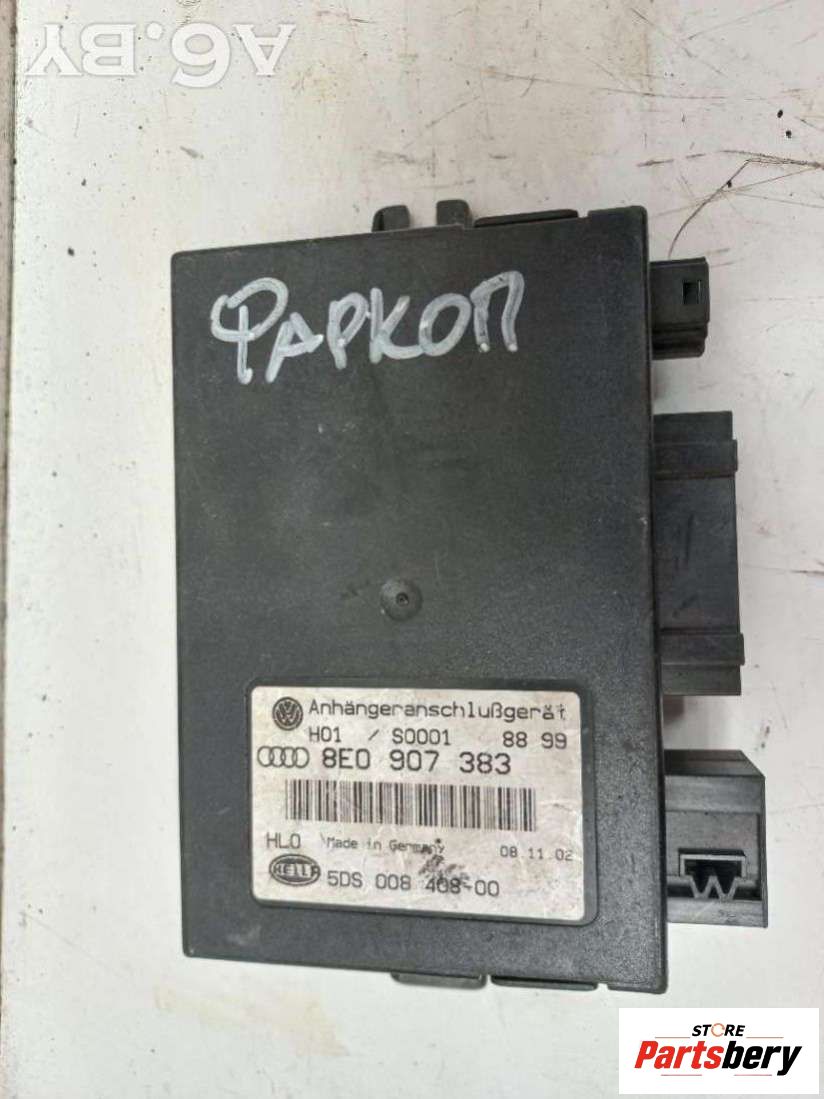 A6.BY
ФАРКОП
Anhängeranschlußgerät
H01 / S0001 88 99
8E0 907 383
HLO Made in Germany 08.11.02
HELLA 5DS 008 408-00
STORE
Partsbery